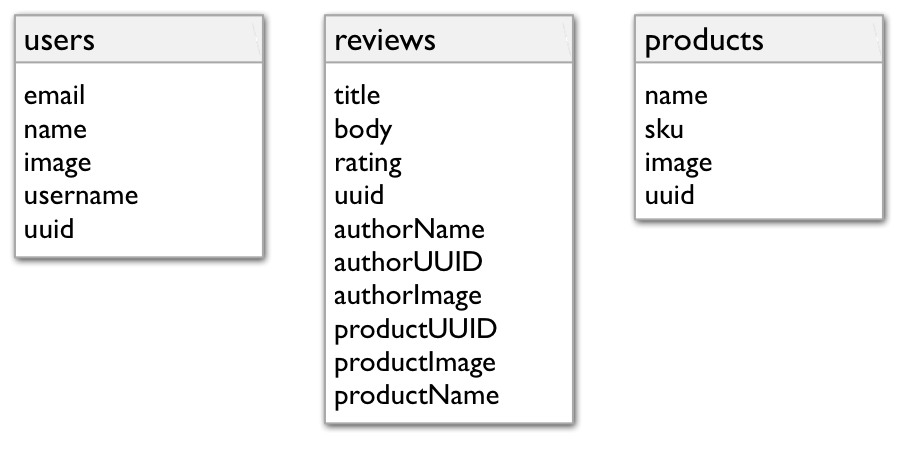 users
email
name
image
username
uuid
reviews
title
body
rating
uuid
authorName
authorUUID
authorImage
productUUID
productImage
productName
products
name
sku
image
uuid